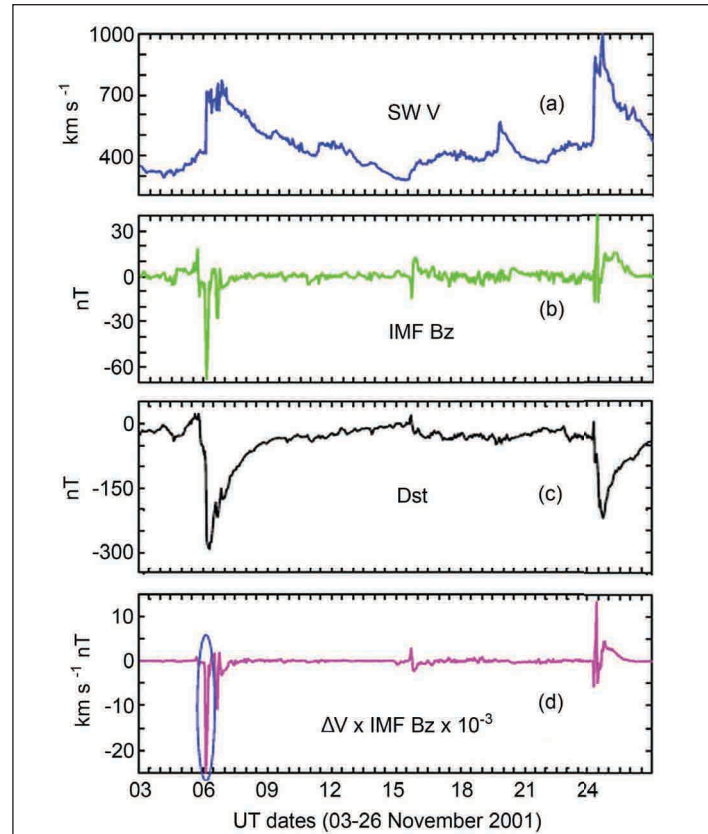 1000
700
400
km s⁻¹
SW V
(a)
30
0
-30
-60
nT
(b)
IMF Bz
0
-150
-300
nT
(c)
Dst
10
0
-10
-20
km s⁻¹ nT
(d)
ΔV x IMF Bz x 10⁻³
03 06 09 12 15 18 21 24
UT dates (03-26 November 2001)